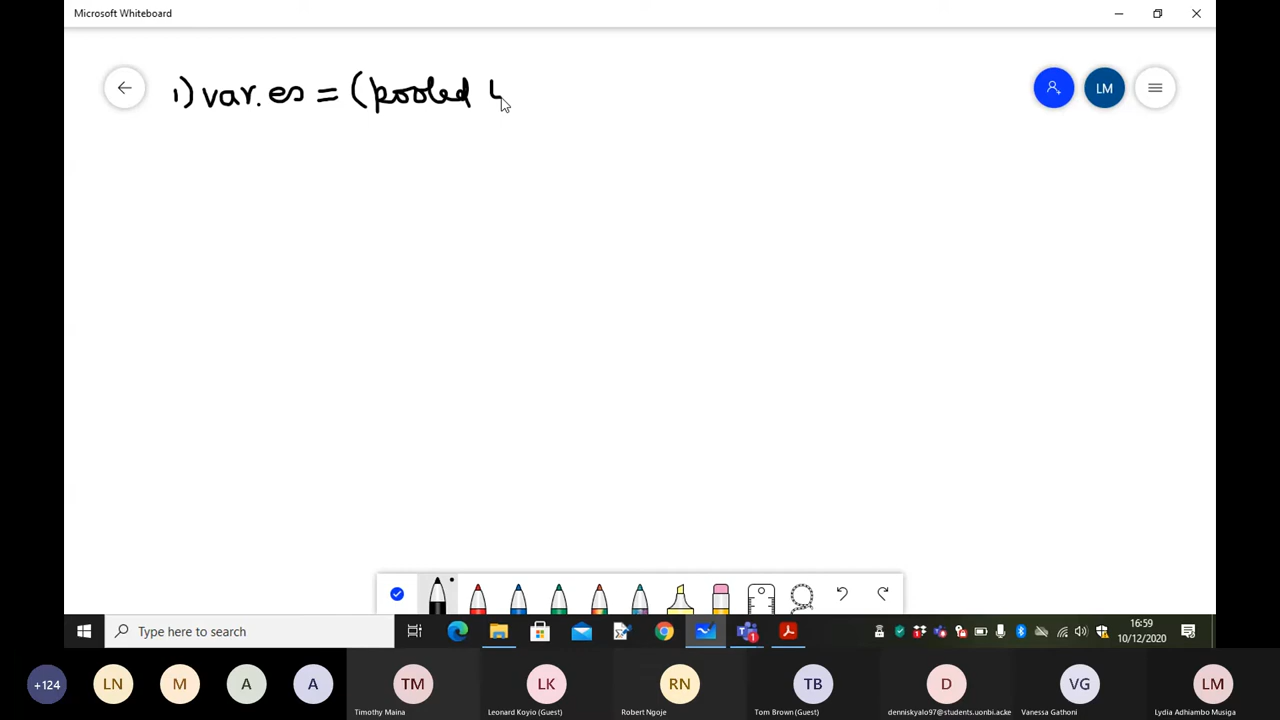 Microsoft Whiteboard
i) var.es = (pooled
LM
Type here to search
1
16:59
10/12/2020
+124
LN
M
A
A
TM
LK
RN
TB
D
VG
LM
Timothy Maina
Leonard Koyio (Guest)
Robert Ngoje
Tom Brown (Guest)
denniskyalo97@students.uonbi.ac.ke
Vanessa Gathoni
Lydia Adhiambo Musiga